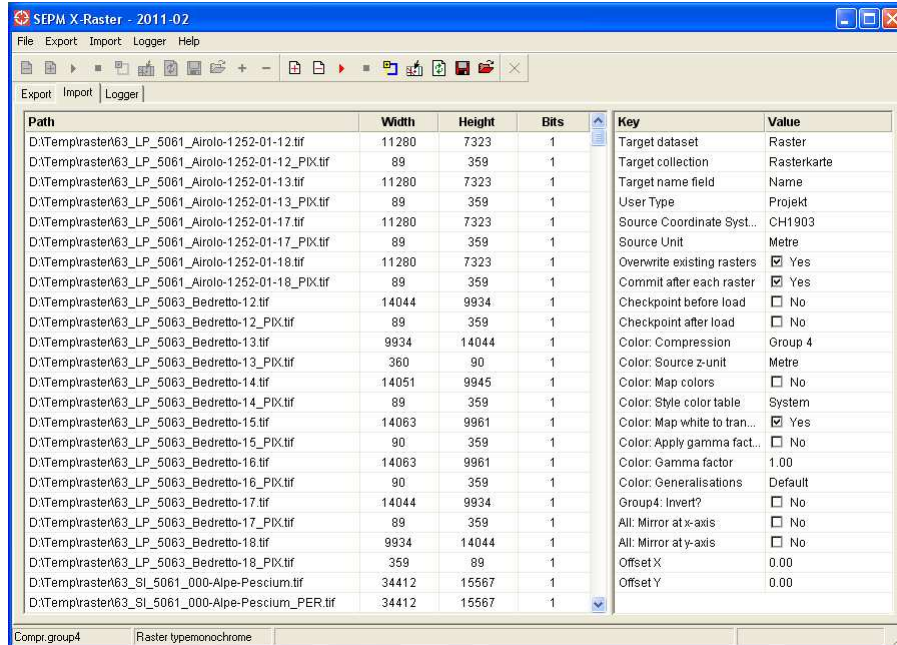 SEPM X-Raster - 2011-02
File Export Import Logger Help
Export Import Logger
Path Width Height Bits Key Value
D:\Temp\raster\63_LP_5061_Airolo-1252-01-12.tif 11280 7323 1 Target dataset Raster
D:\Temp\raster\63_LP_5061_Airolo-1252-01-12_PIX.tif 89 359 1 Target collection Rasterkarte
D:\Temp\raster\63_LP_5061_Airolo-1252-01-13.tif 11280 7323 1 Target name field Name
D:\Temp\raster\63_LP_5061_Airolo-1252-01-13_PIX.tif 89 359 1 User Type Projekt
D:\Temp\raster\63_LP_5061_Airolo-1252-01-17.tif 11280 7323 1 Source Coordinate Syst... CH1903
D:\Temp\raster\63_LP_5061_Airolo-1252-01-17_PIX.tif 89 359 1 Source Unit Metre
D:\Temp\raster\63_LP_5061_Airolo-1252-01-18.tif 11280 7323 1 Overwrite existing rasters Yes
D:\Temp\raster\63_LP_5061_Airolo-1252-01-18_PIX.tif 89 359 1 Commit after each raster Yes
D:\Temp\raster\63_LP_5063_Bedretto-12.tif 14044 9934 1 Checkpoint before load No
D:\Temp\raster\63_LP_5063_Bedretto-12_PIX.tif 89 359 1 Checkpoint after load No
D:\Temp\raster\63_LP_5063_Bedretto-13.tif 9934 14044 1 Color: Compression Group 4
D:\Temp\raster\63_LP_5063_Bedretto-13_PIX.tif 360 90 1 Color: Source z-unit Metre
D:\Temp\raster\63_LP_5063_Bedretto-14.tif 14051 9945 1 Color: Map colors No
D:\Temp\raster\63_LP_5063_Bedretto-14_PIX.tif 89 359 1 Color: Style color table System
D:\Temp\raster\63_LP_5063_Bedretto-15.tif 14063 9961 1 Color: Map white to tran... Yes
D:\Temp\raster\63_LP_5063_Bedretto-15_PIX.tif 90 359 1 Color: Apply gamma fact... No
D:\Temp\raster\63_LP_5063_Bedretto-16.tif 14063 9961 1 Color: Gamma factor 1.00
D:\Temp\raster\63_LP_5063_Bedretto-16_PIX.tif 90 359 1 Color: Generalisations Default
D:\Temp\raster\63_LP_5063_Bedretto-17.tif 14044 9934 1 Group4: Invert? No
D:\Temp\raster\63_LP_5063_Bedretto-17_PIX.tif 89 359 1 All: Mirror at x-axis No
D:\Temp\raster\63_LP_5063_Bedretto-18.tif 9934 14044 1 All: Mirror at y-axis No
D:\Temp\raster\63_LP_5063_Bedretto-18_PIX.tif 359 89 1 Offset X 0.00
D:\Temp\raster\63_SI_5061_000-Alpe-Pescium.tif 34412 15567 1 Offset Y 0.00
D:\Temp\raster\63_SI_5061_000-Alpe-Pescium_PER.tif 34412 15567 1
Compr.group4 Raster typemonochrome